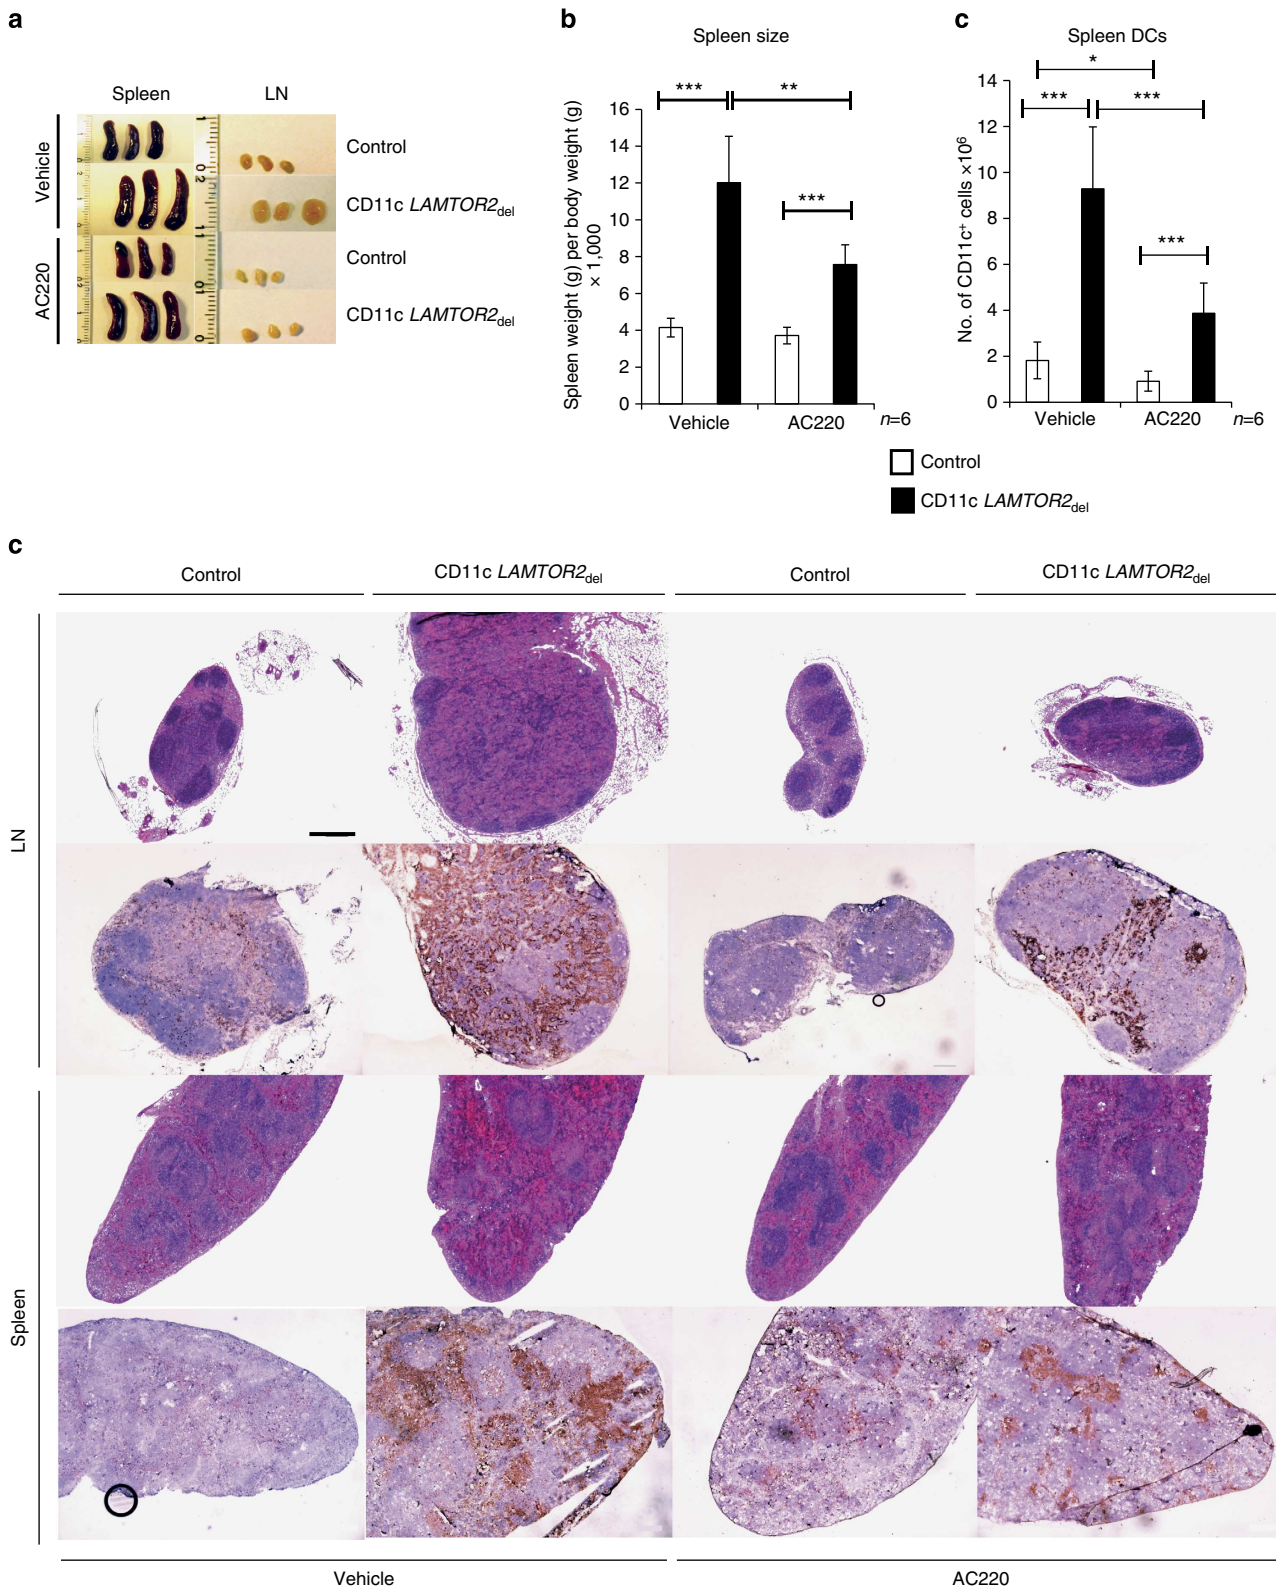 a
Spleen
LN
Vehicle
AC220
Control
CD11c LAMTOR2del
Control
CD11c LAMTOR2del
b
Spleen size
***
**
***
Spleen weight (g) per body weight (g)
× 1,000
16
14
12
10
8
6
4
2
0
Vehicle
AC220
n=6
c
Spleen DCs
*
***
***
***
No. of CD11c+ cells ×106
14
12
10
8
6
4
2
0
Vehicle
AC220
n=6
Control
CD11c LAMTOR2del
c
Control
CD11c LAMTOR2del
Control
CD11c LAMTOR2del
LN
Spleen
Vehicle
AC220